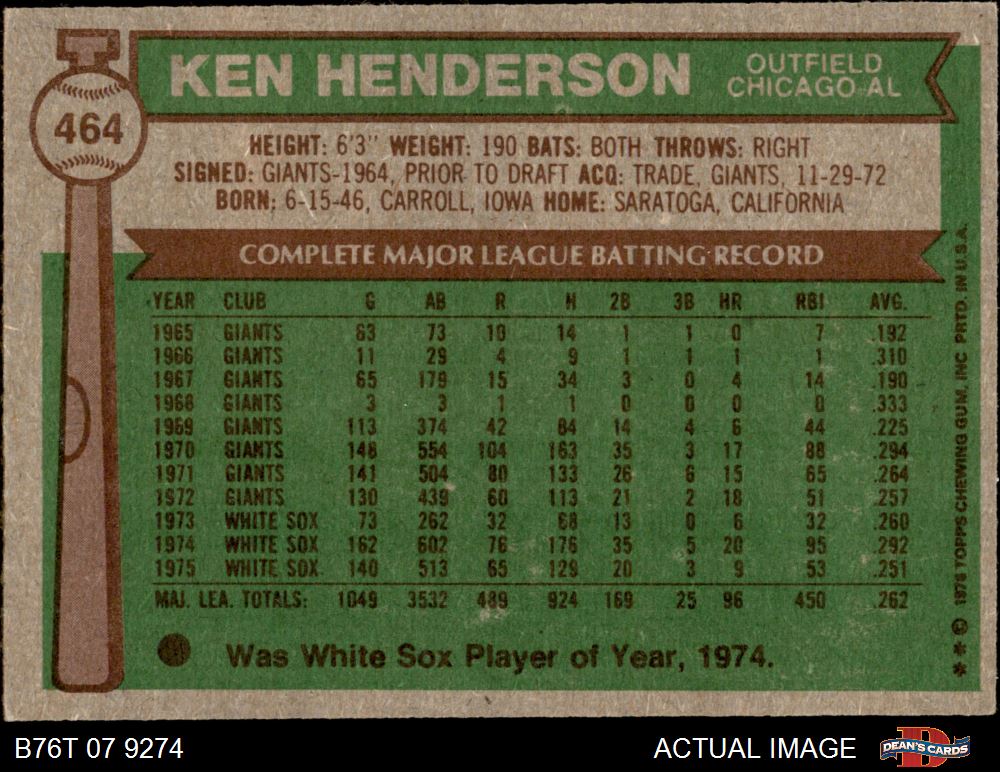 464
KEN HENDERSON
OUTFIELD
CHICAGO-AL
HEIGHT: 6'3" WEIGHT: 190 BATS: BOTH THROWS: RIGHT
SIGNED: GIANTS-1964, PRIOR TO DRAFT ACQ: TRADE, GIANTS, 11-29-72
BORN: 6-15-46, CARROLL, IOWA HOME: SARATOGA, CALIFORNIA
COMPLETE MAJOR LEAGUE BATTING RECORD
YEAR CLUB G AB R H 2B 3B HR RBI AVG.
1965 GIANTS 63 73 10 14 1 1 0 7 .192
1966 GIANTS 11 29 4 9 1 1 1 1 .310
1967 GIANTS 65 179 15 34 3 0 4 14 .190
1968 GIANTS 3 3 1 1 0 0 0 0 .333
1969 GIANTS 113 374 42 84 14 4 6 44 .225
1970 GIANTS 148 554 104 163 35 3 17 88 .294
1971 GIANTS 141 504 80 133 26 6 15 65 .264
1972 GIANTS 130 439 60 113 21 2 18 51 .257
1973 WHITE SOX 73 262 32 68 13 0 6 32 .260
1974 WHITE SOX 162 602 76 176 35 5 20 95 .292
1975 WHITE SOX 140 513 65 129 20 3 9 53 .251
MAJ. LEA. TOTALS: 1049 3532 489 924 169 25 96 450 .262
Was White Sox Player of Year, 1974.
*** © 1976 TOPPS CHEWING GUM, INC PRTD. IN U.S.A.
B76T 07 9274
ACTUAL IMAGE
DEAN'S CARDS